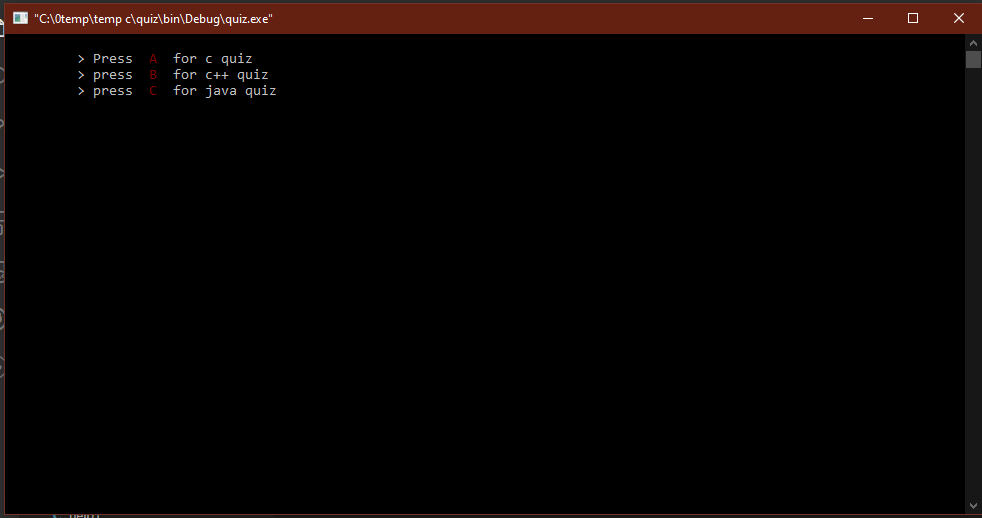 "C:\0temp\temp c\quiz\bin\Debug\quiz.exe"
> Press A for c quiz
> press B for c++ quiz
> press C for java quiz